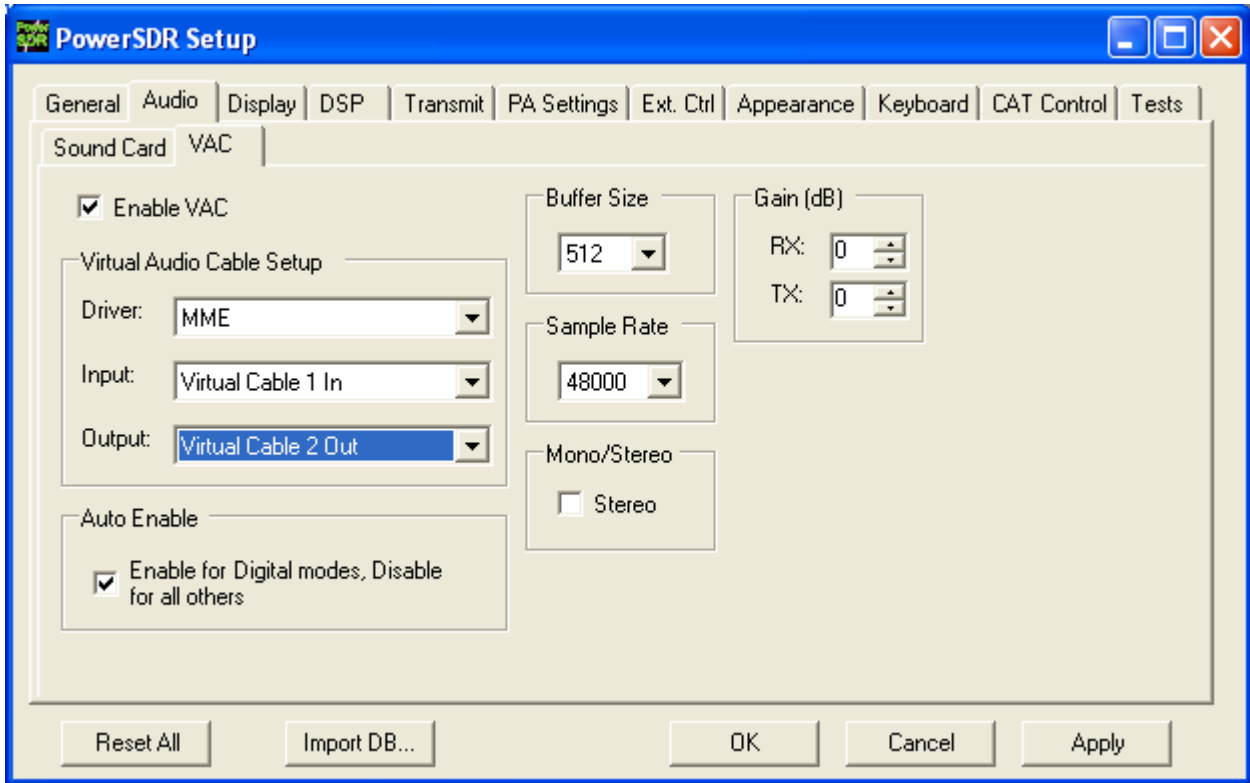 Power SDR PowerSDR Setup
General Audio Display DSP Transmit PA Settings Ext. Ctrl Appearance Keyboard CAT Control Tests
Sound Card VAC
Enable VAC
Virtual Audio Cable Setup
Driver: MME
Input: Virtual Cable 1 In
Output: Virtual Cable 2 Out
Auto Enable
Enable for Digital modes, Disable
for all others
Buffer Size
512
Sample Rate
48000
Mono/Stereo
Stereo
Gain (dB)
RX: 0
TX: 0
Reset All Import DB... OK Cancel Apply